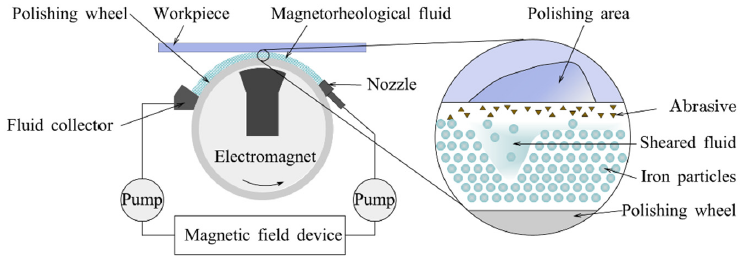 Polishing wheel
Workpiece
Magnetorheological fluid
Polishing area
Nozzle
Abrasive
Fluid collector
Sheared fluid
Electromagnet
Iron particles
Pump
Pump
Polishing wheel
Magnetic field device